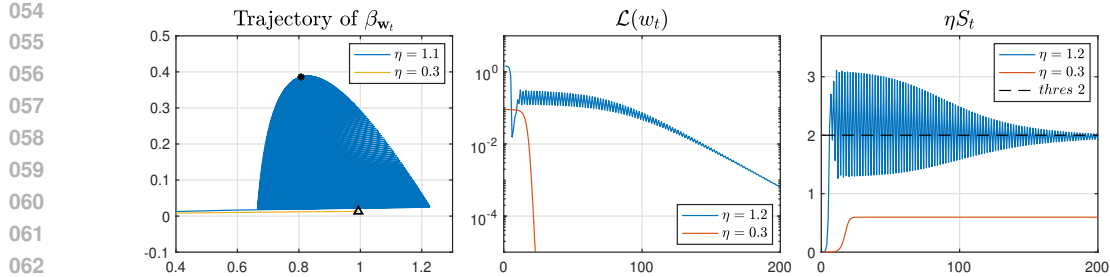 054
055
056
057
058
059
060
061
062
Trajectory of β_{𝐰_t}
0.5
0.4
0.3
0.2
0.1
0
-0.1
0.4 0.6 0.8 1 1.2
η = 1.1
η = 0.3
ℒ(w_t)
10^0
10^{-2}
10^{-4}
0 100 200
η = 1.2
η = 0.3
ηS_t
3
2
1
0
0 100 200
η = 1.2
η = 0.3
thres 2